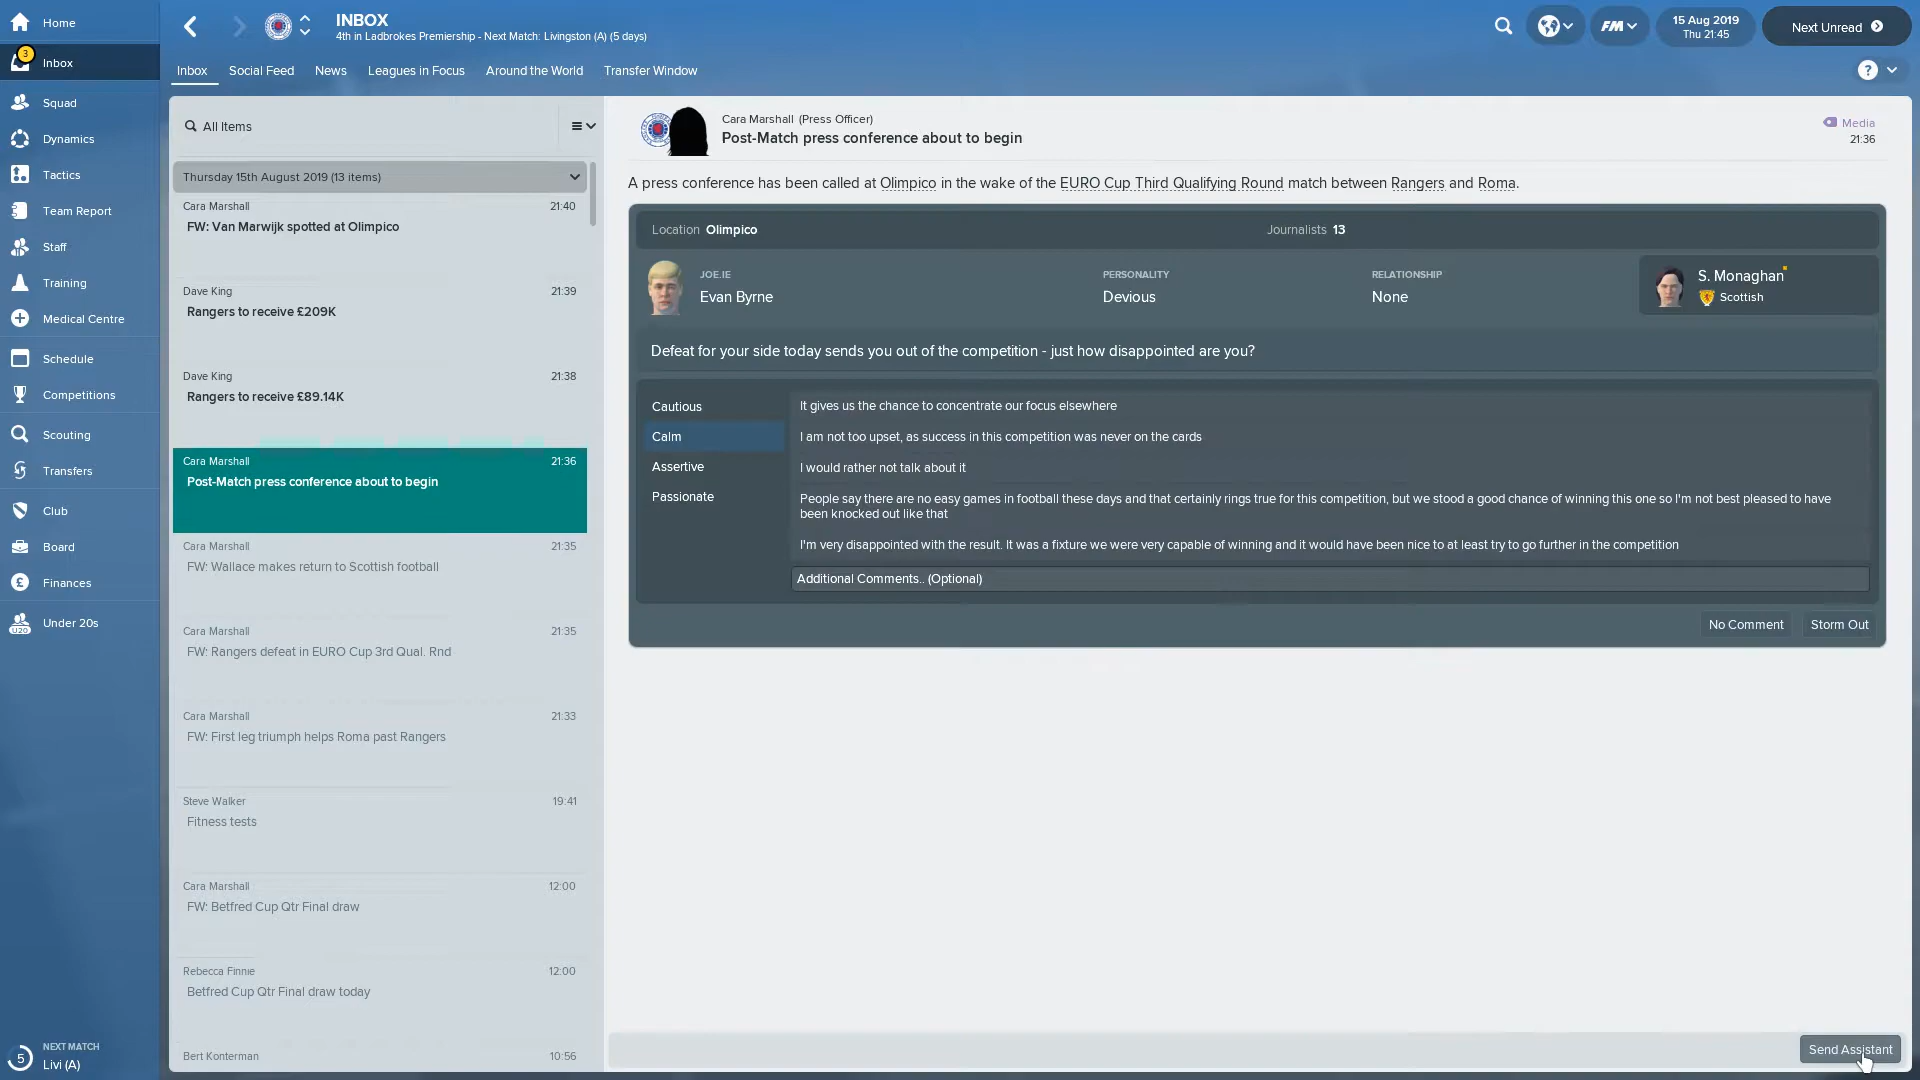 Home
3
Inbox
Squad
Dynamics
Tactics
Team Report
Staff
Training
Medical Centre
Schedule
Competitions
Scouting
Transfers
Club
Board
Finances
U20
Under 20s
5
NEXT MATCH
Livi (A)
INBOX
4th in Ladbrokes Premiership - Next Match: Livingston (A) (5 days)
FM
15 Aug 2019
Thu 21:45
Next Unread
Inbox Social Feed News Leagues in Focus Around the World Transfer Window
?
All Items
Thursday 15th August 2019 (13 items)
Cara Marshall 21:40
FW: Van Marwijk spotted at Olimpico
Dave King 21:39
Rangers to receive £209K
Dave King 21:38
Rangers to receive £89.14K
Cara Marshall 21:36
Post-Match press conference about to begin
Cara Marshall 21:35
FW: Wallace makes return to Scottish football
Cara Marshall 21:35
FW: Rangers defeat in EURO Cup 3rd Qual. Rnd
Cara Marshall 21:33
FW: First leg triumph helps Roma past Rangers
Steve Walker 19:41
Fitness tests
Cara Marshall 12:00
FW: Betfred Cup Qtr Final draw
Rebecca Finnie 12:00
Betfred Cup Qtr Final draw today
Bert Konterman 10:56
Cara Marshall (Press Officer)
Post-Match press conference about to begin
Media
21:36
A press conference has been called at Olimpico in the wake of the EURO Cup Third Qualifying Round match between Rangers and Roma.
Location Olimpico Journalists 13
JOE.IE PERSONALITY RELATIONSHIP
Evan Byrne Devious None
S. Monaghan
Scottish
Defeat for your side today sends you out of the competition - just how disappointed are you?
Cautious
Calm
Assertive
Passionate
It gives us the chance to concentrate our focus elsewhere
I am not too upset, as success in this competition was never on the cards
I would rather not talk about it
People say there are no easy games in football these days and that certainly rings true for this competition, but we stood a good chance of winning this one so I'm not best pleased to have
been knocked out like that
I'm very disappointed with the result. It was a fixture we were very capable of winning and it would have been nice to at least try to go further in the competition
Additional Comments.. (Optional)
No Comment Storm Out
Send Assistant